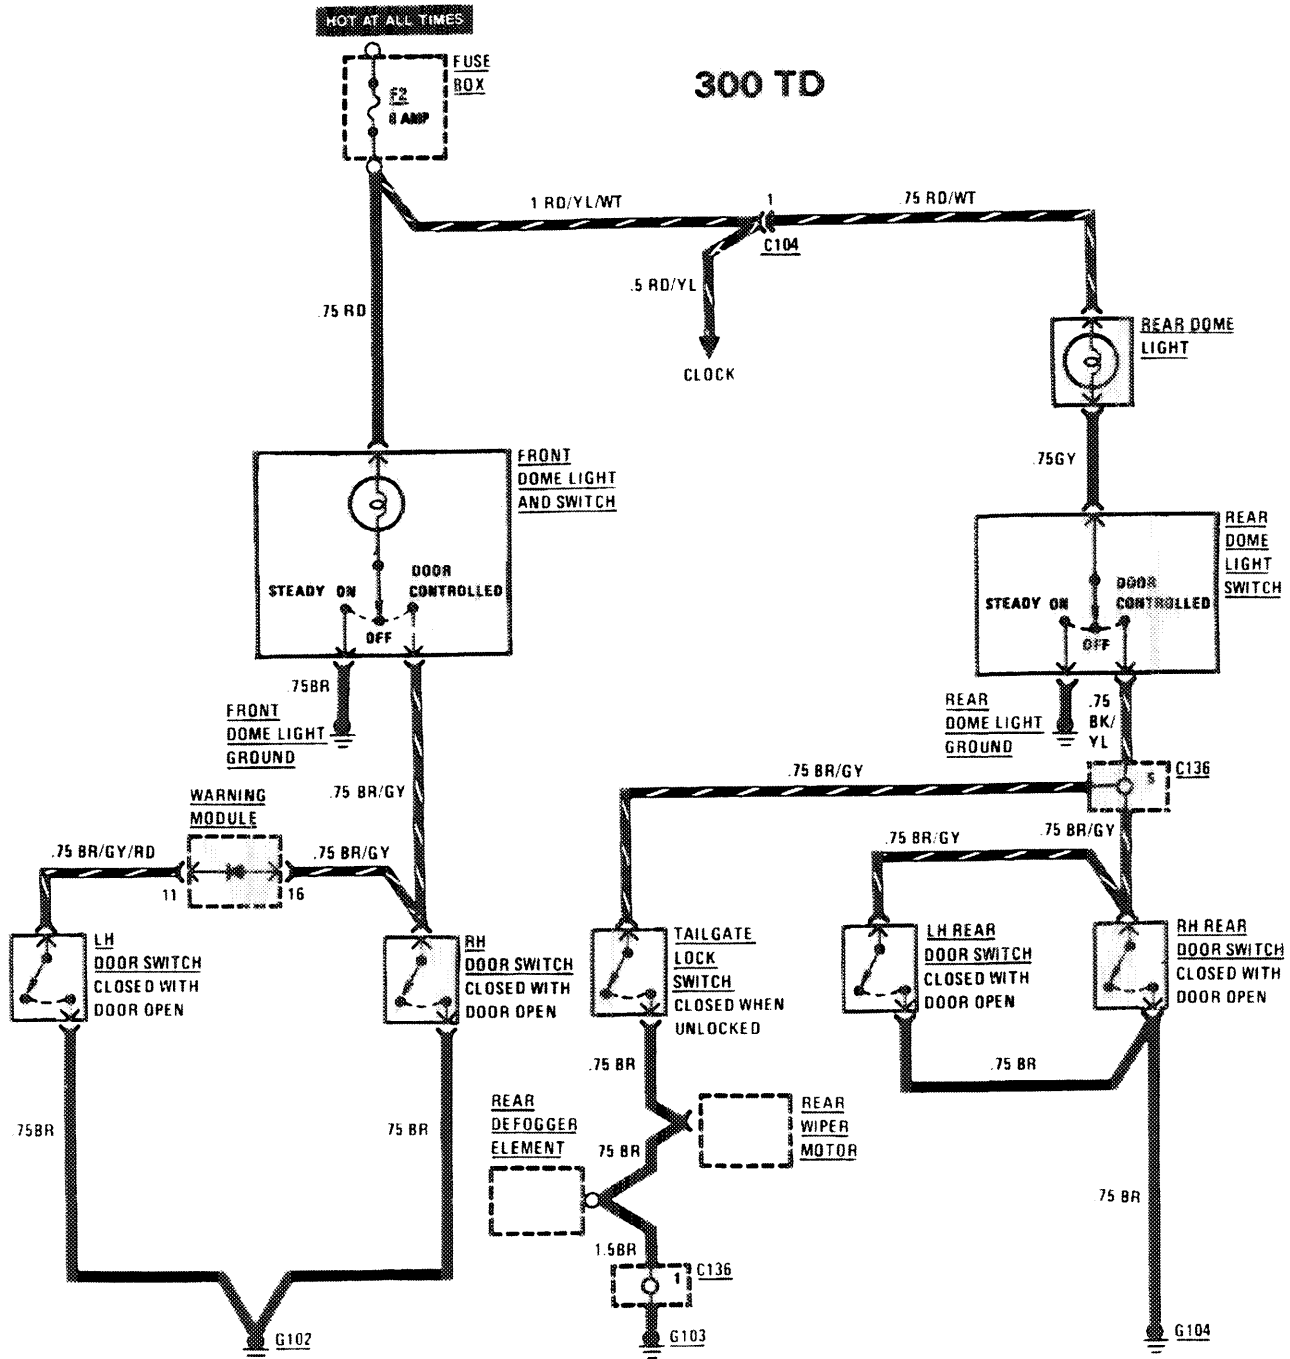 HOT AT ALL TIMES
FUSE
BOX
F2
8 AMP
300 TD
1 RD/YL/WT
1
.75 RD/WT
C104
.5 RD/YL
.75 RD
CLOCK
REAR DOME
LIGHT
.75GY
FRONT
DOME LIGHT
AND SWITCH
DOOR
CONTROLLED
STEADY ON
OFF
REAR
DOME
LIGHT
SWITCH
DOOR
CONTROLLED
STEADY ON
OFF
.75BR
FRONT
DOME LIGHT
GROUND
REAR
DOME LIGHT
GROUND
.75
BK/
YL
.75 BR/GY
5
C136
WARNING
MODULE
.75 BR/GY
.75 BR/GY/RD
.75 BR/GY
.75 BR/GY
.75 BR/GY
11
16
LH
DOOR SWITCH
CLOSED WITH
DOOR OPEN
RH
DOOR SWITCH
CLOSED WITH
DOOR OPEN
TAILGATE
LOCK
SWITCH
CLOSED WHEN
UNLOCKED
LH REAR
DOOR SWITCH
CLOSED WITH
DOOR OPEN
RH REAR
DOOR SWITCH
CLOSED WITH
DOOR OPEN
.75 BR
.75 BR
REAR
DEFOGGER
ELEMENT
REAR
WIPER
MOTOR
.75BR
75 BR
75 BR
75 BR
1.5BR
1
C136
G102
G103
G104